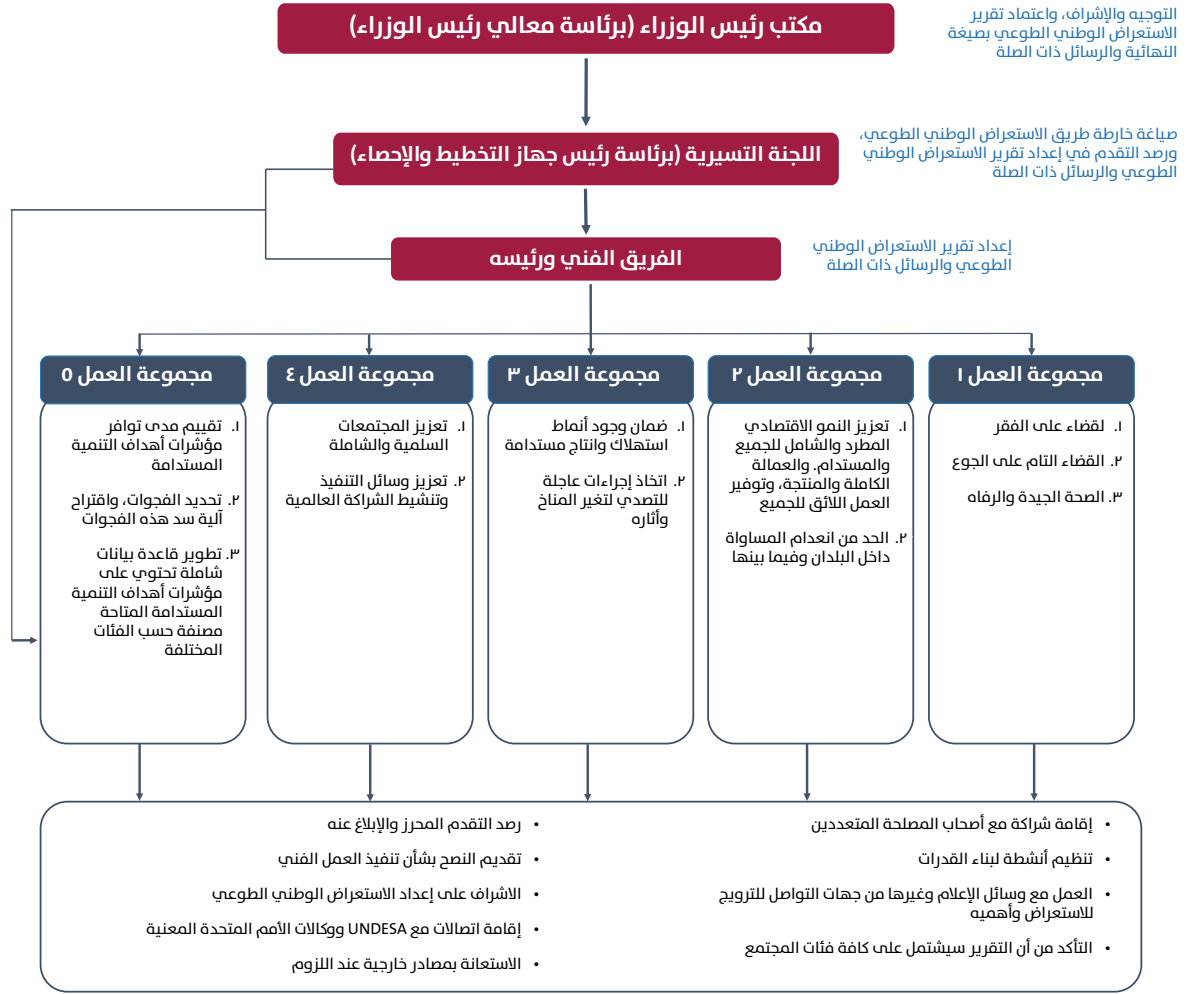 مكتب رئيس الوزراء (برئاسة معالي رئيس الوزراء)
التوجيه والإشراف، واعتماد تقرير
الاستعراض الوطني الطوعي بصيغة
النهائية والرسائل ذات الصلة
اللجنة التسيرية (برئاسة رئيس جهاز التخطيط والإحصاء)
صياغة خارطة طريق الاستعراض الوطني الطوعي،
ورصد التقدم في إعداد تقرير الاستعراض الوطني
الطوعي والرسائل ذات الصلة
الفريق الفني ورئيسه
إعداد تقرير الاستعراض الوطني
الطوعي والرسائل ذات الصلة
مجموعة العمل ١
١. لقضاء على الفقر
٢. القضاء التام على الجوع
٣. الصحة الجيدة والرفاه
مجموعة العمل ٢
١. تعزيز النمو الاقتصادي
المطرد والشامل للجميع
والمستدام. والعمالة
الكاملة والمنتجة، وتوفير
العمل اللائق للجميع
٢. الحد من انعدام المساواة
داخل البلدان وفيما بينها
مجموعة العمل ٣
١. ضمان وجود أنماط
استهلاك وانتاج مستدامة
٢. اتخاذ إجراءات عاجلة
للتصدي لتغير المناخ
وأثاره
مجموعة العمل ٤
١. تعزيز المجتمعات
السلمية والشاملة
٢. تعزيز وسائل التنفيذ
وتنشيط الشراكة العالمية
مجموعة العمل ٥
١. تقييم مدى توافر
مؤشرات أهداف التنمية
المستدامة
٢. تحديد الفجوات، واقتراح
آلية سد هذه الفجوات
٣. تطوير قاعدة بيانات
شاملة تحتوي على
مؤشرات أهداف التنمية
المستدامة المتاحة
مصنفة حسب الفئات
المختلفة
• إقامة شراكة مع أصحاب المصلحة المتعددين
• تنظيم أنشطة لبناء القدرات
• العمل مع وسائل الإعلام وغيرها من جهات التواصل للترويج
للاستعراض وأهميه
• التأكد من أن التقرير سيشتمل على كافة فئات المجتمع
• رصد التقدم المحرز والإبلاغ عنه
• تقديم النصح بشأن تنفيذ العمل الفني
• الاشراف على إعداد الاستعراض الوطني الطوعي
• إقامة اتصالات مع UNDESA ووكالات الأمم المتحدة المعنية
• الاستعانة بمصادر خارجية عند اللزوم